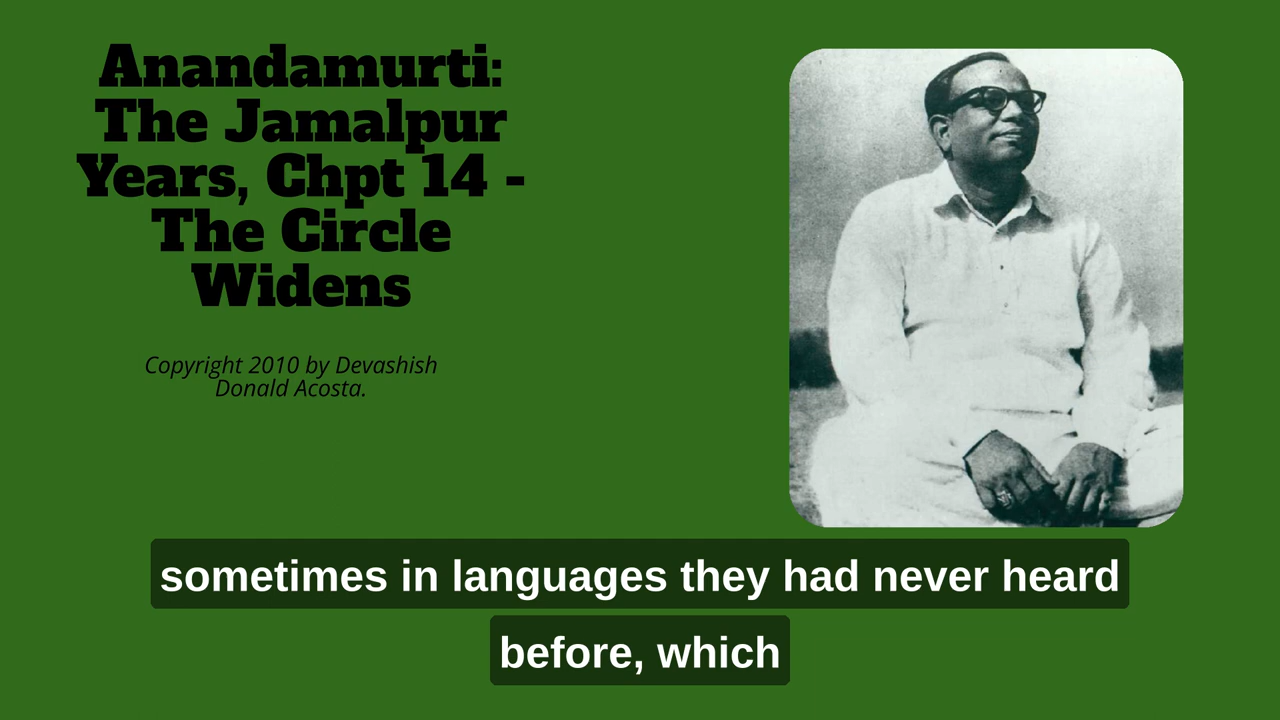 Anandamurti:
The Jamalpur
Years, Chpt 14 -
The Circle
Widens
Copyright 2010 by Devashish
Donald Acosta.
sometimes in languages they had never heard
before, which